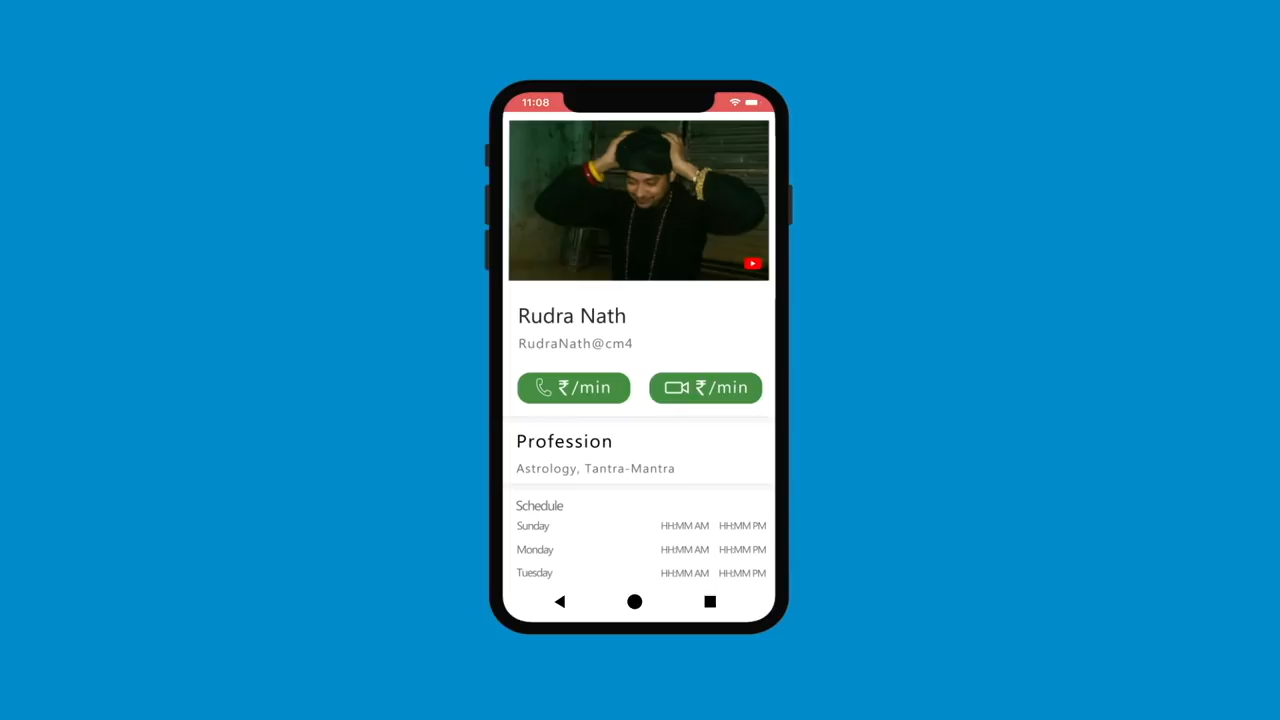 11:08
Rudra Nath
RudraNath@cm4
₹/min ₹/min
Profession
Astrology, Tantra-Mantra
Schedule
Sunday HH:MM AM HH:MM PM
Monday HH:MM AM HH:MM PM
Tuesday HH:MM AM HH:MM PM